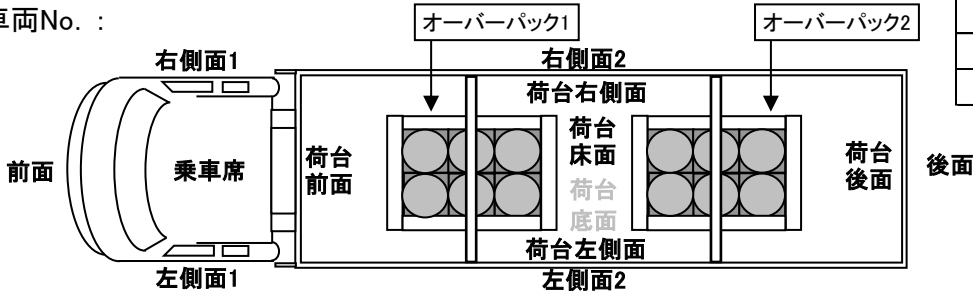 車両No. :
オーバーパック1
オーバーパック2
右側面1
右側面2
荷台右側面
前面
乗車席
荷台
前面
荷台
床面
荷台
底面
荷台
後面
後面
荷台左側面
左側面1
左側面2